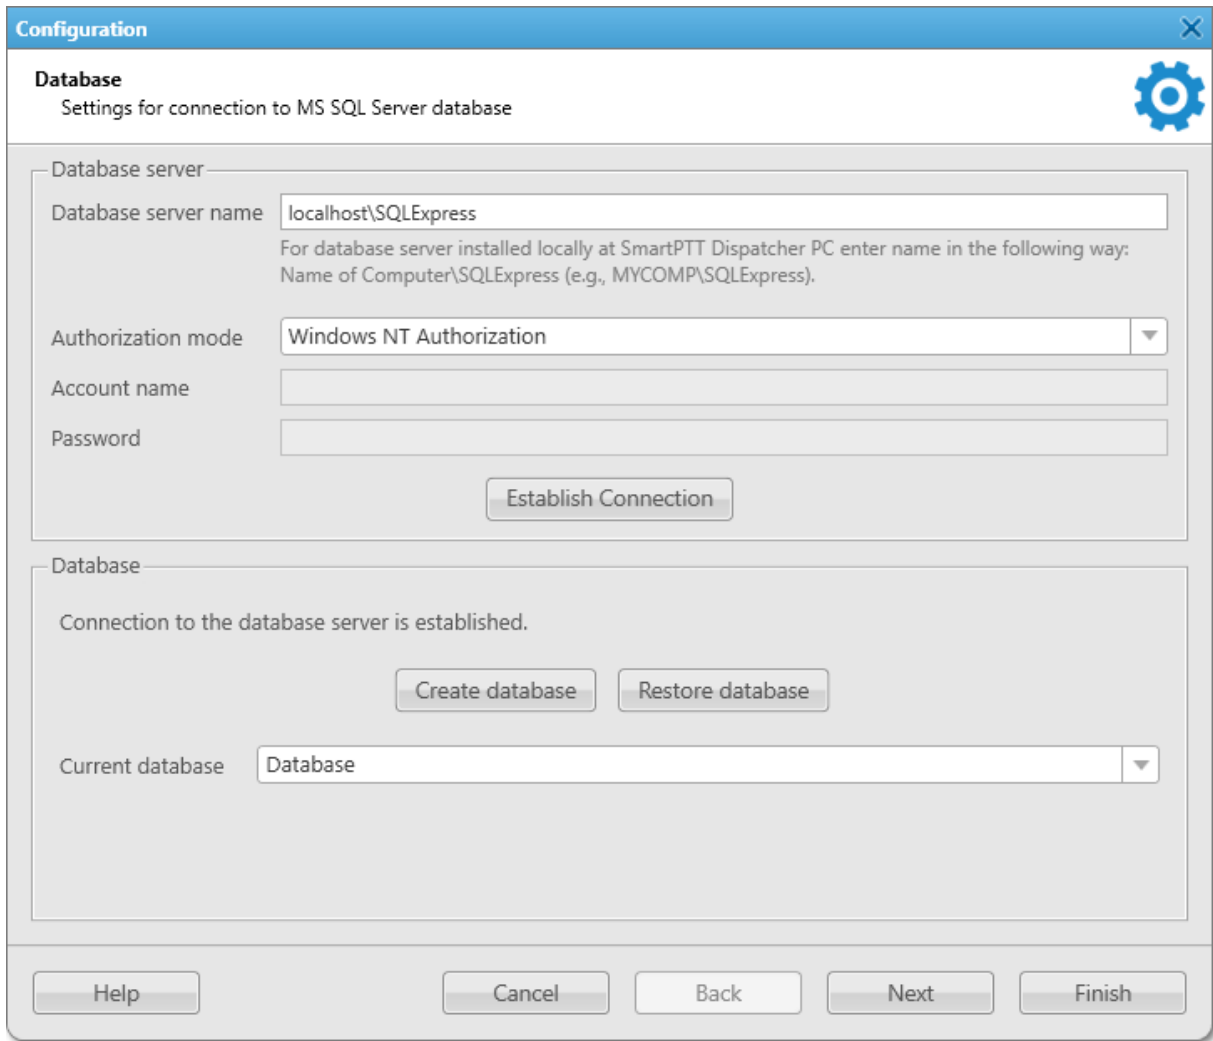 Configuration
Database
Settings for connection to MS SQL Server database
Database server
Database server name
localhost\SQLExpress
For database server installed locally at SmartPTT Dispatcher PC enter name in the following way:
Name of Computer\SQLExpress (e.g., MYCOMP\SQLExpress).
Authorization mode
Windows NT Authorization
Account name
Password
Establish Connection
Database
Connection to the database server is established.
Create database
Restore database
Current database
Database
Help
Cancel
Back
Next
Finish